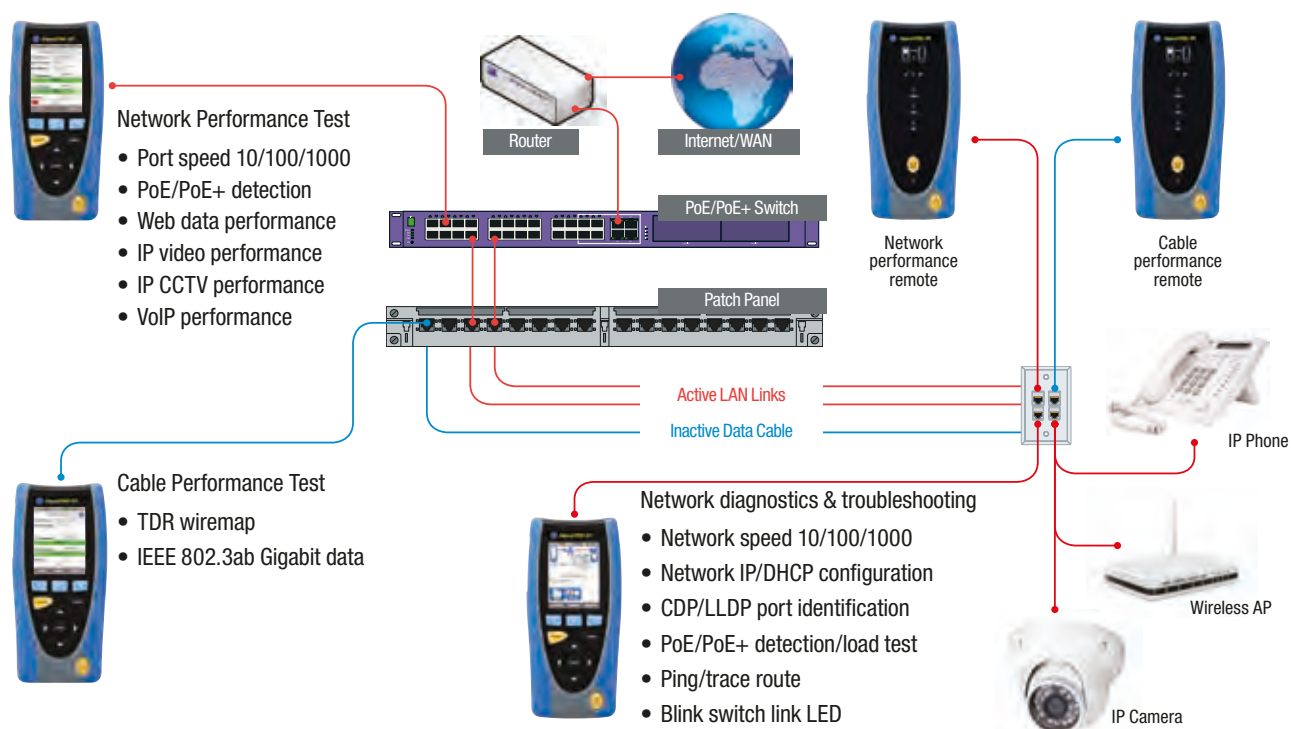 Network Performance Test
• Port speed 10/100/1000
• PoE/PoE+ detection
• Web data performance
• IP video performance
• IP CCTV performance
• VoIP performance
Router
Internet/WAN
PoE/PoE+ Switch
Patch Panel
Network
performance
remote
Cable
performance
remote
Active LAN Links
Inactive Data Cable
IP Phone
Wireless AP
IP Camera
Cable Performance Test
• TDR wiremap
• IEEE 802.3ab Gigabit data
Network diagnostics & troubleshooting
• Network speed 10/100/1000
• Network IP/DHCP configuration
• CDP/LLDP port identification
• PoE/PoE+ detection/load test
• Ping/trace route
• Blink switch link LED